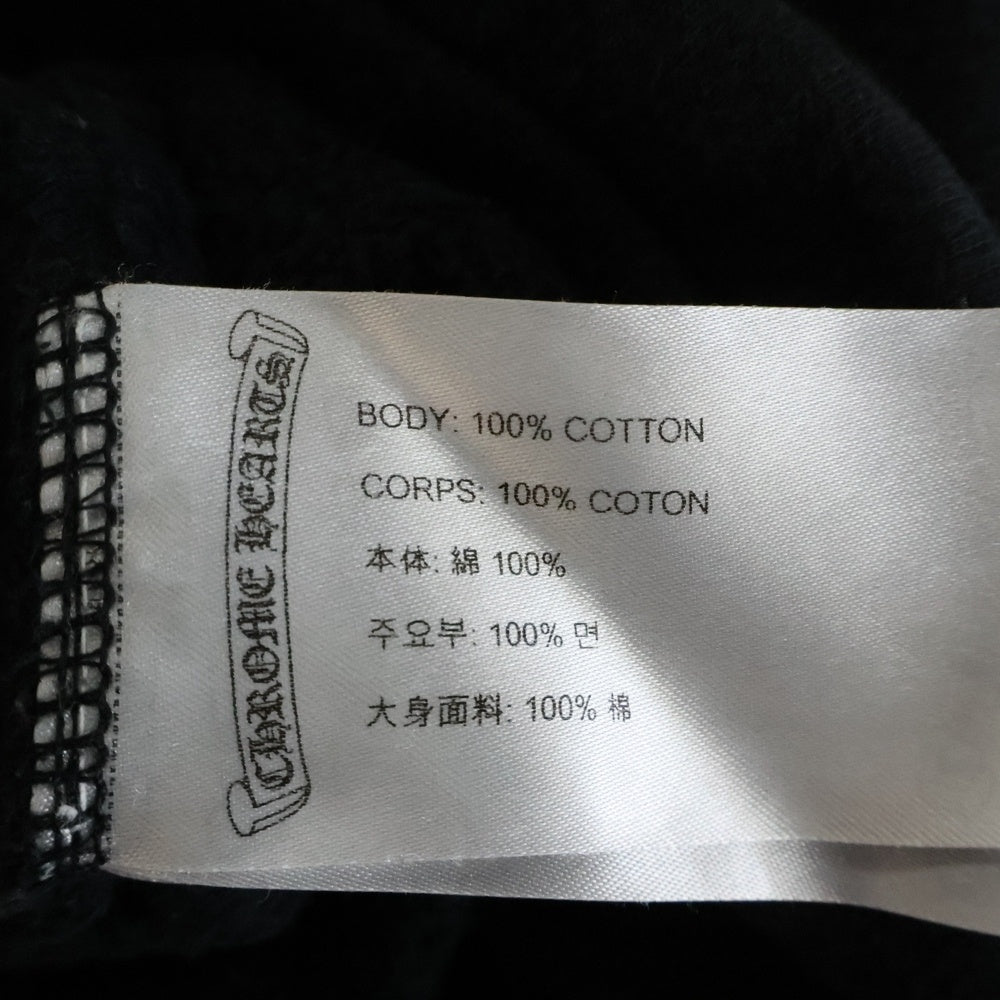 CHROME HEARTS
BODY: 100% COTTON
CORPS: 100% COTON
本体: 綿 100%
주요부: 100% 면
大身面料: 100% 棉